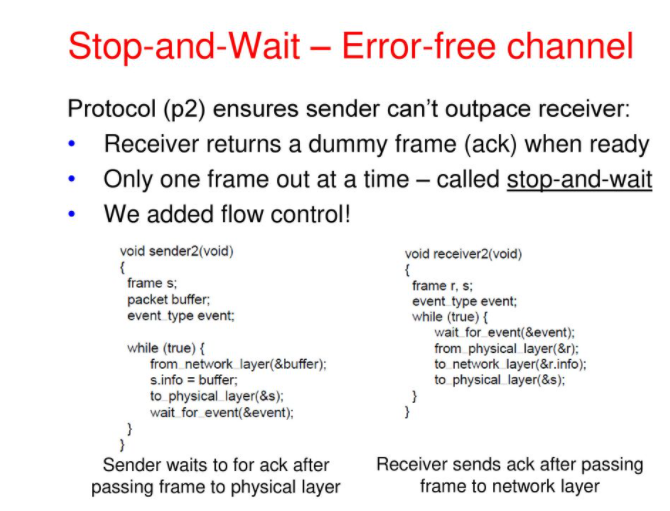 Stop-and-Wait – Error-free channel
Protocol (p2) ensures sender can't outpace receiver:
• Receiver returns a dummy frame (ack) when ready
• Only one frame out at a time – called stop-and-wait
• We added flow control!
void sender2(void)
{
frame s;
packet buffer;
event_type event;
while (true) {
from_network_layer(&buffer);
s.info = buffer;
to_physical_layer(&s);
wait_for_event(&event);
}
}
Sender waits to for ack after
passing frame to physical layer
void receiver2(void)
{
frame r, s;
event_type event;
while (true) {
wait_for_event(&event);
from_physical_layer(&r);
to_network_layer(&r.info);
to_physical_layer(&s);
}
}
Receiver sends ack after passing
frame to network layer